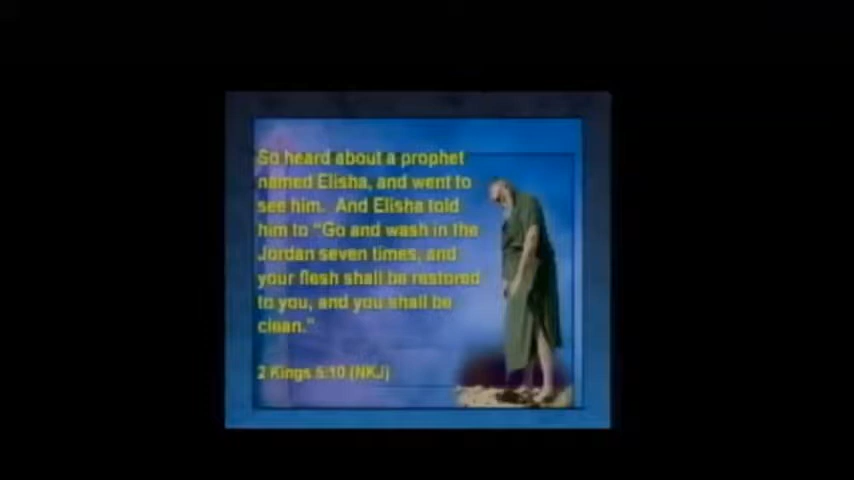 So heard about a prophet
named Elisha, and went to
see him. And Elisha told
him to "Go and wash in the
Jordan seven times, and
your flesh shall be restored
to you, and you shall be
clean."
2 Kings 5:10 (NKJ)